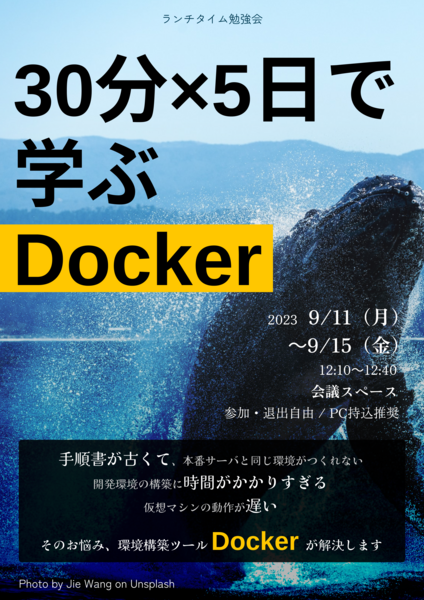 ランチタイム勉強会
30分×5日で
学ぶ
Docker
2023 9/11（月）
～9/15（金）
12:10～12:40
会議スペース
参加・退出自由 / PC持込推奨
手順書が古くて、本番サーバと同じ環境がつくれない
開発環境の構築に時間がかかりすぎる
仮想マシンの動作が遅い
そのお悩み、環境構築ツール Docker が解決します
Photo by Jie Wang on Unsplash